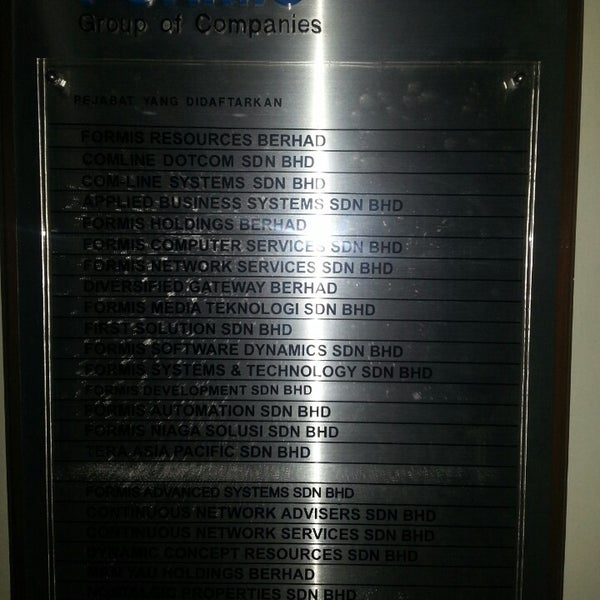 Group of Companies
PEJABAT YANG DIDAFTARKAN
FORMIS RESOURCES BERHAD
COMLINE DOTCOM SDN BHD
COM-LINE SYSTEMS SDN BHD
APPLIED BUSINESS SYSTEMS SDN BHD
FORMIS HOLDINGS BERHAD
FORMIS COMPUTER SERVICES SDN BHD
FORMIS NETWORK SERVICES SDN BHD
DIVERSIFIED GATEWAY BERHAD
FORMIS MEDIA TEKNOLOGI SDN BHD
FIRST SOLUTION SDN BHD
FORMIS SOFTWARE DYNAMICS SDN BHD
FORMIS SYSTEMS & TECHNOLOGY SDN BHD
FORMIS DEVELOPMENT SDN BHD
FORMIS AUTOMATION SDN BHD
FORMIS NIAGA SOLUSI SDN BHD
TERA ASIA PACIFIC SDN BHD
FORMIS ADVANCED SYSTEMS SDN BHD
CONTINUOUS NETWORK ADVISERS SDN BHD
CONTINUOUS NETWORK SERVICES SDN BHD
DYNAMIC CONCEPT RESOURCES SDN BHD
MAN YAU HOLDINGS BERHAD
PROPERTIES SDN BHD